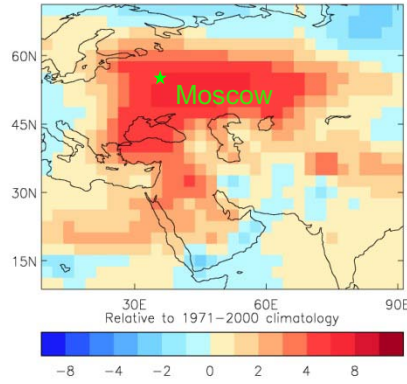 60N
Moscow
45N
30N
15N
30E 60E 90E
Relative to 1971-2000 climatology
-8 -4 -2 0 2 4 8